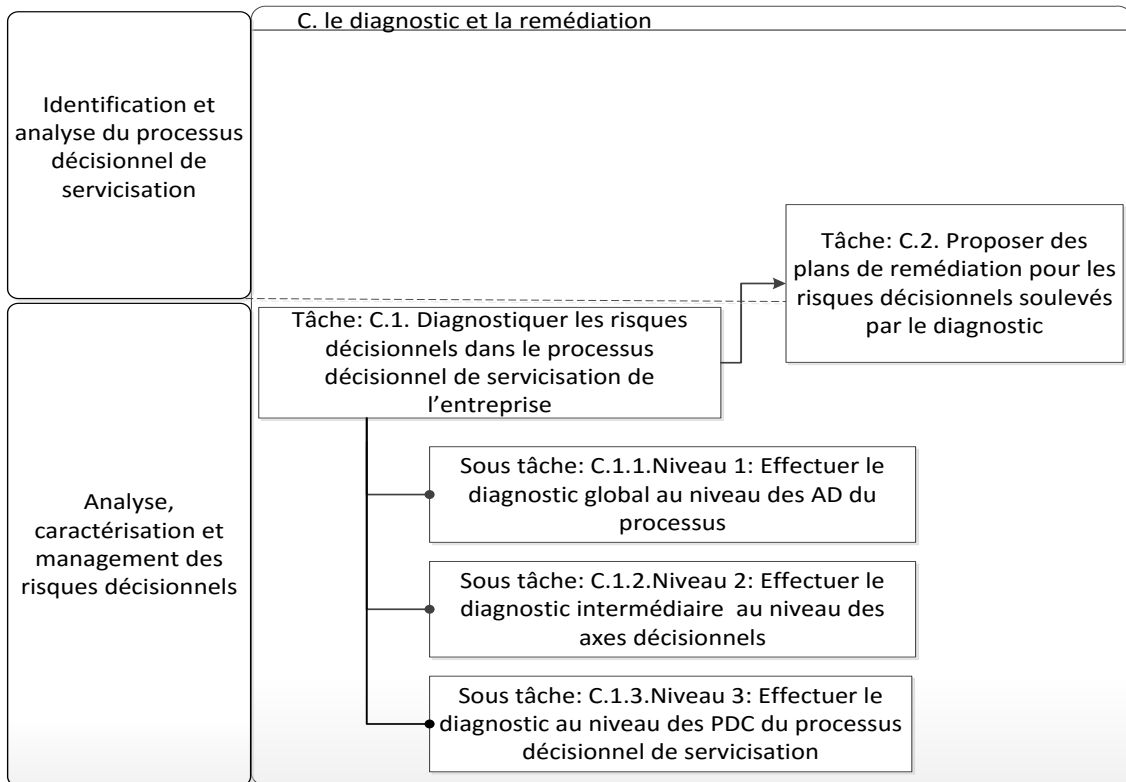 C. le diagnostic et la remédiation
Identification et
analyse du processus
décisionnel de
servicisation
Tâche: C.2. Proposer des
plans de remédiation pour les
risques décisionnels soulevés
par le diagnostic
Tâche: C.1. Diagnostiquer les risques
décisionnels dans le processus
décisionnel de servicisation de
l’entreprise
Analyse,
caractérisation et
management des
risques décisionnels
Sous tâche: C.1.1.Niveau 1: Effectuer le
diagnostic global au niveau des AD du
processus
Sous tâche: C.1.2.Niveau 2: Effectuer le
diagnostic intermédiaire au niveau des
axes décisionnels
Sous tâche: C.1.3.Niveau 3: Effectuer le
diagnostic au niveau des PDC du processus
décisionnel de servicisation